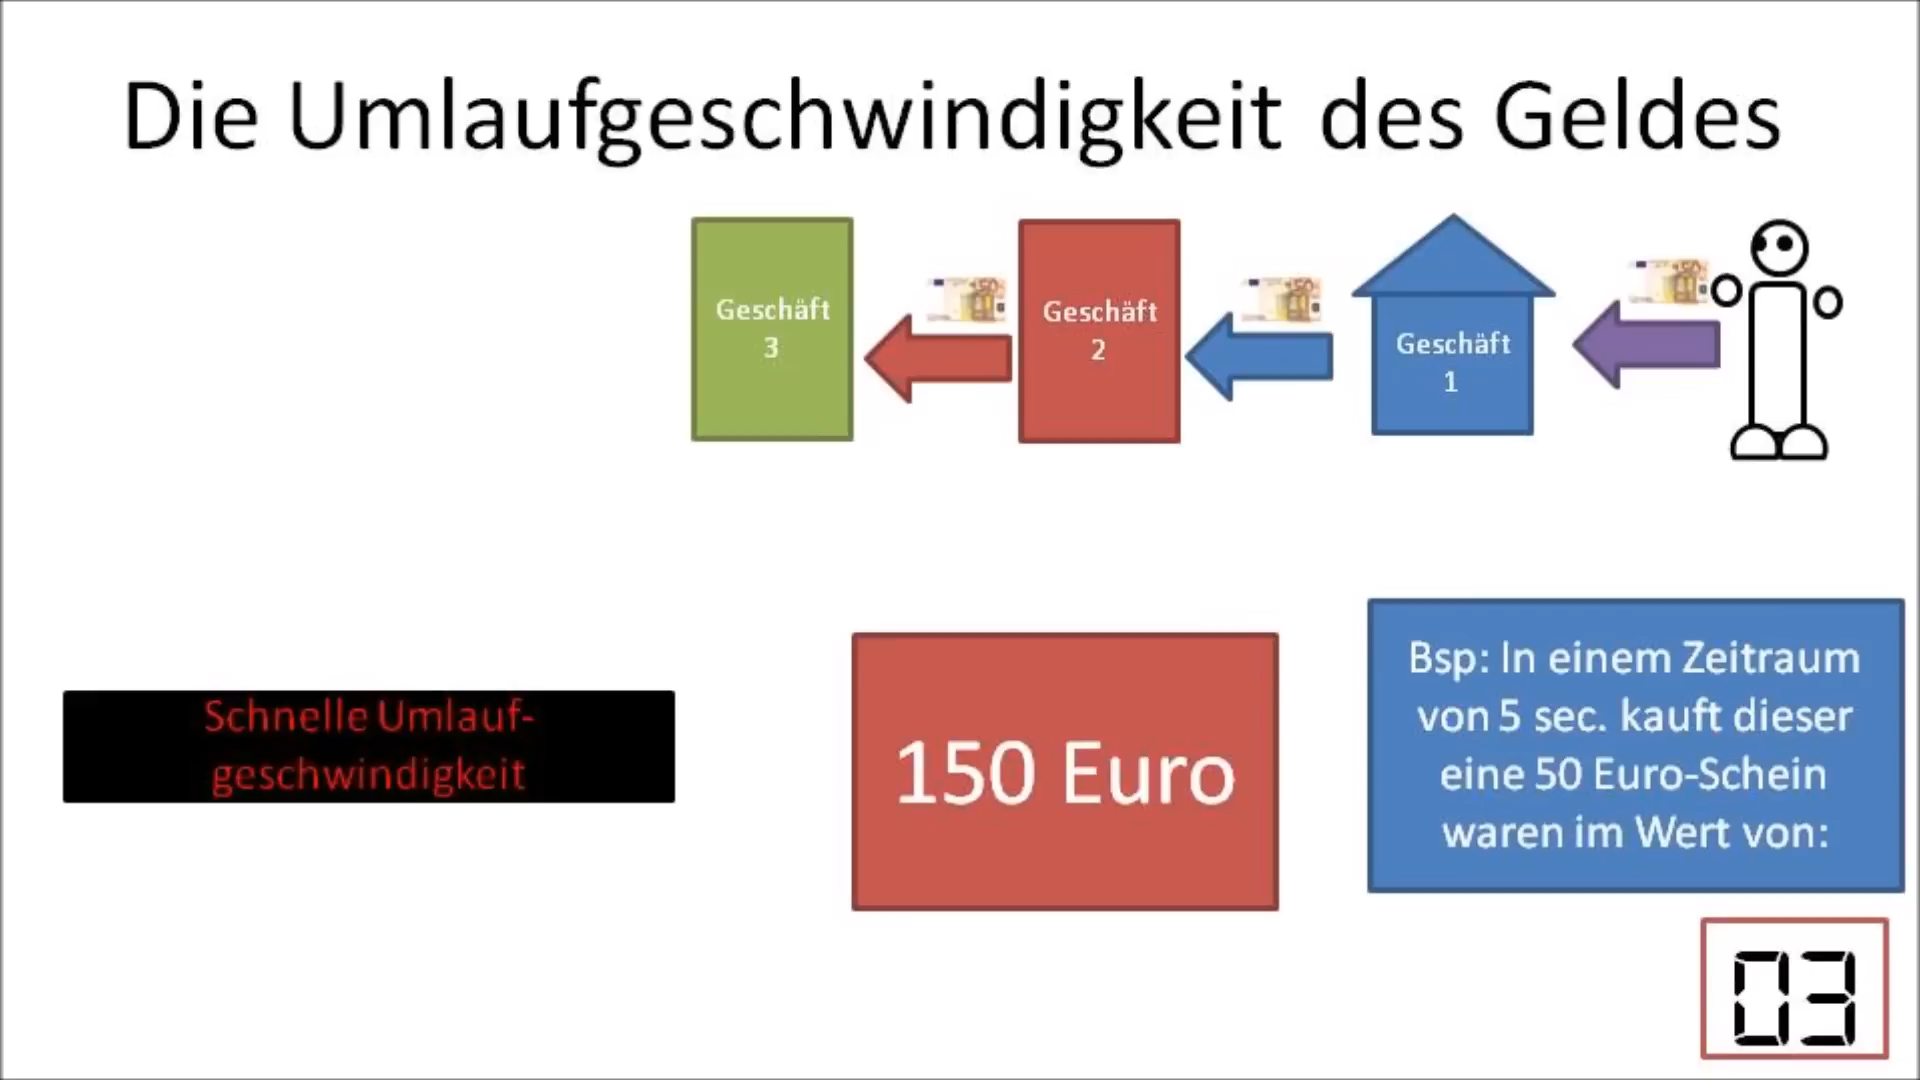 Die Umlaufgeschwindigkeit des Geldes
Geschäft
3
Geschäft
2
Geschäft
1
Schnelle Umlauf-
geschwindigkeit
150 Euro
Bsp: In einem Zeitraum
von 5 sec. kauft dieser
eine 50 Euro-Schein
waren im Wert von:
03